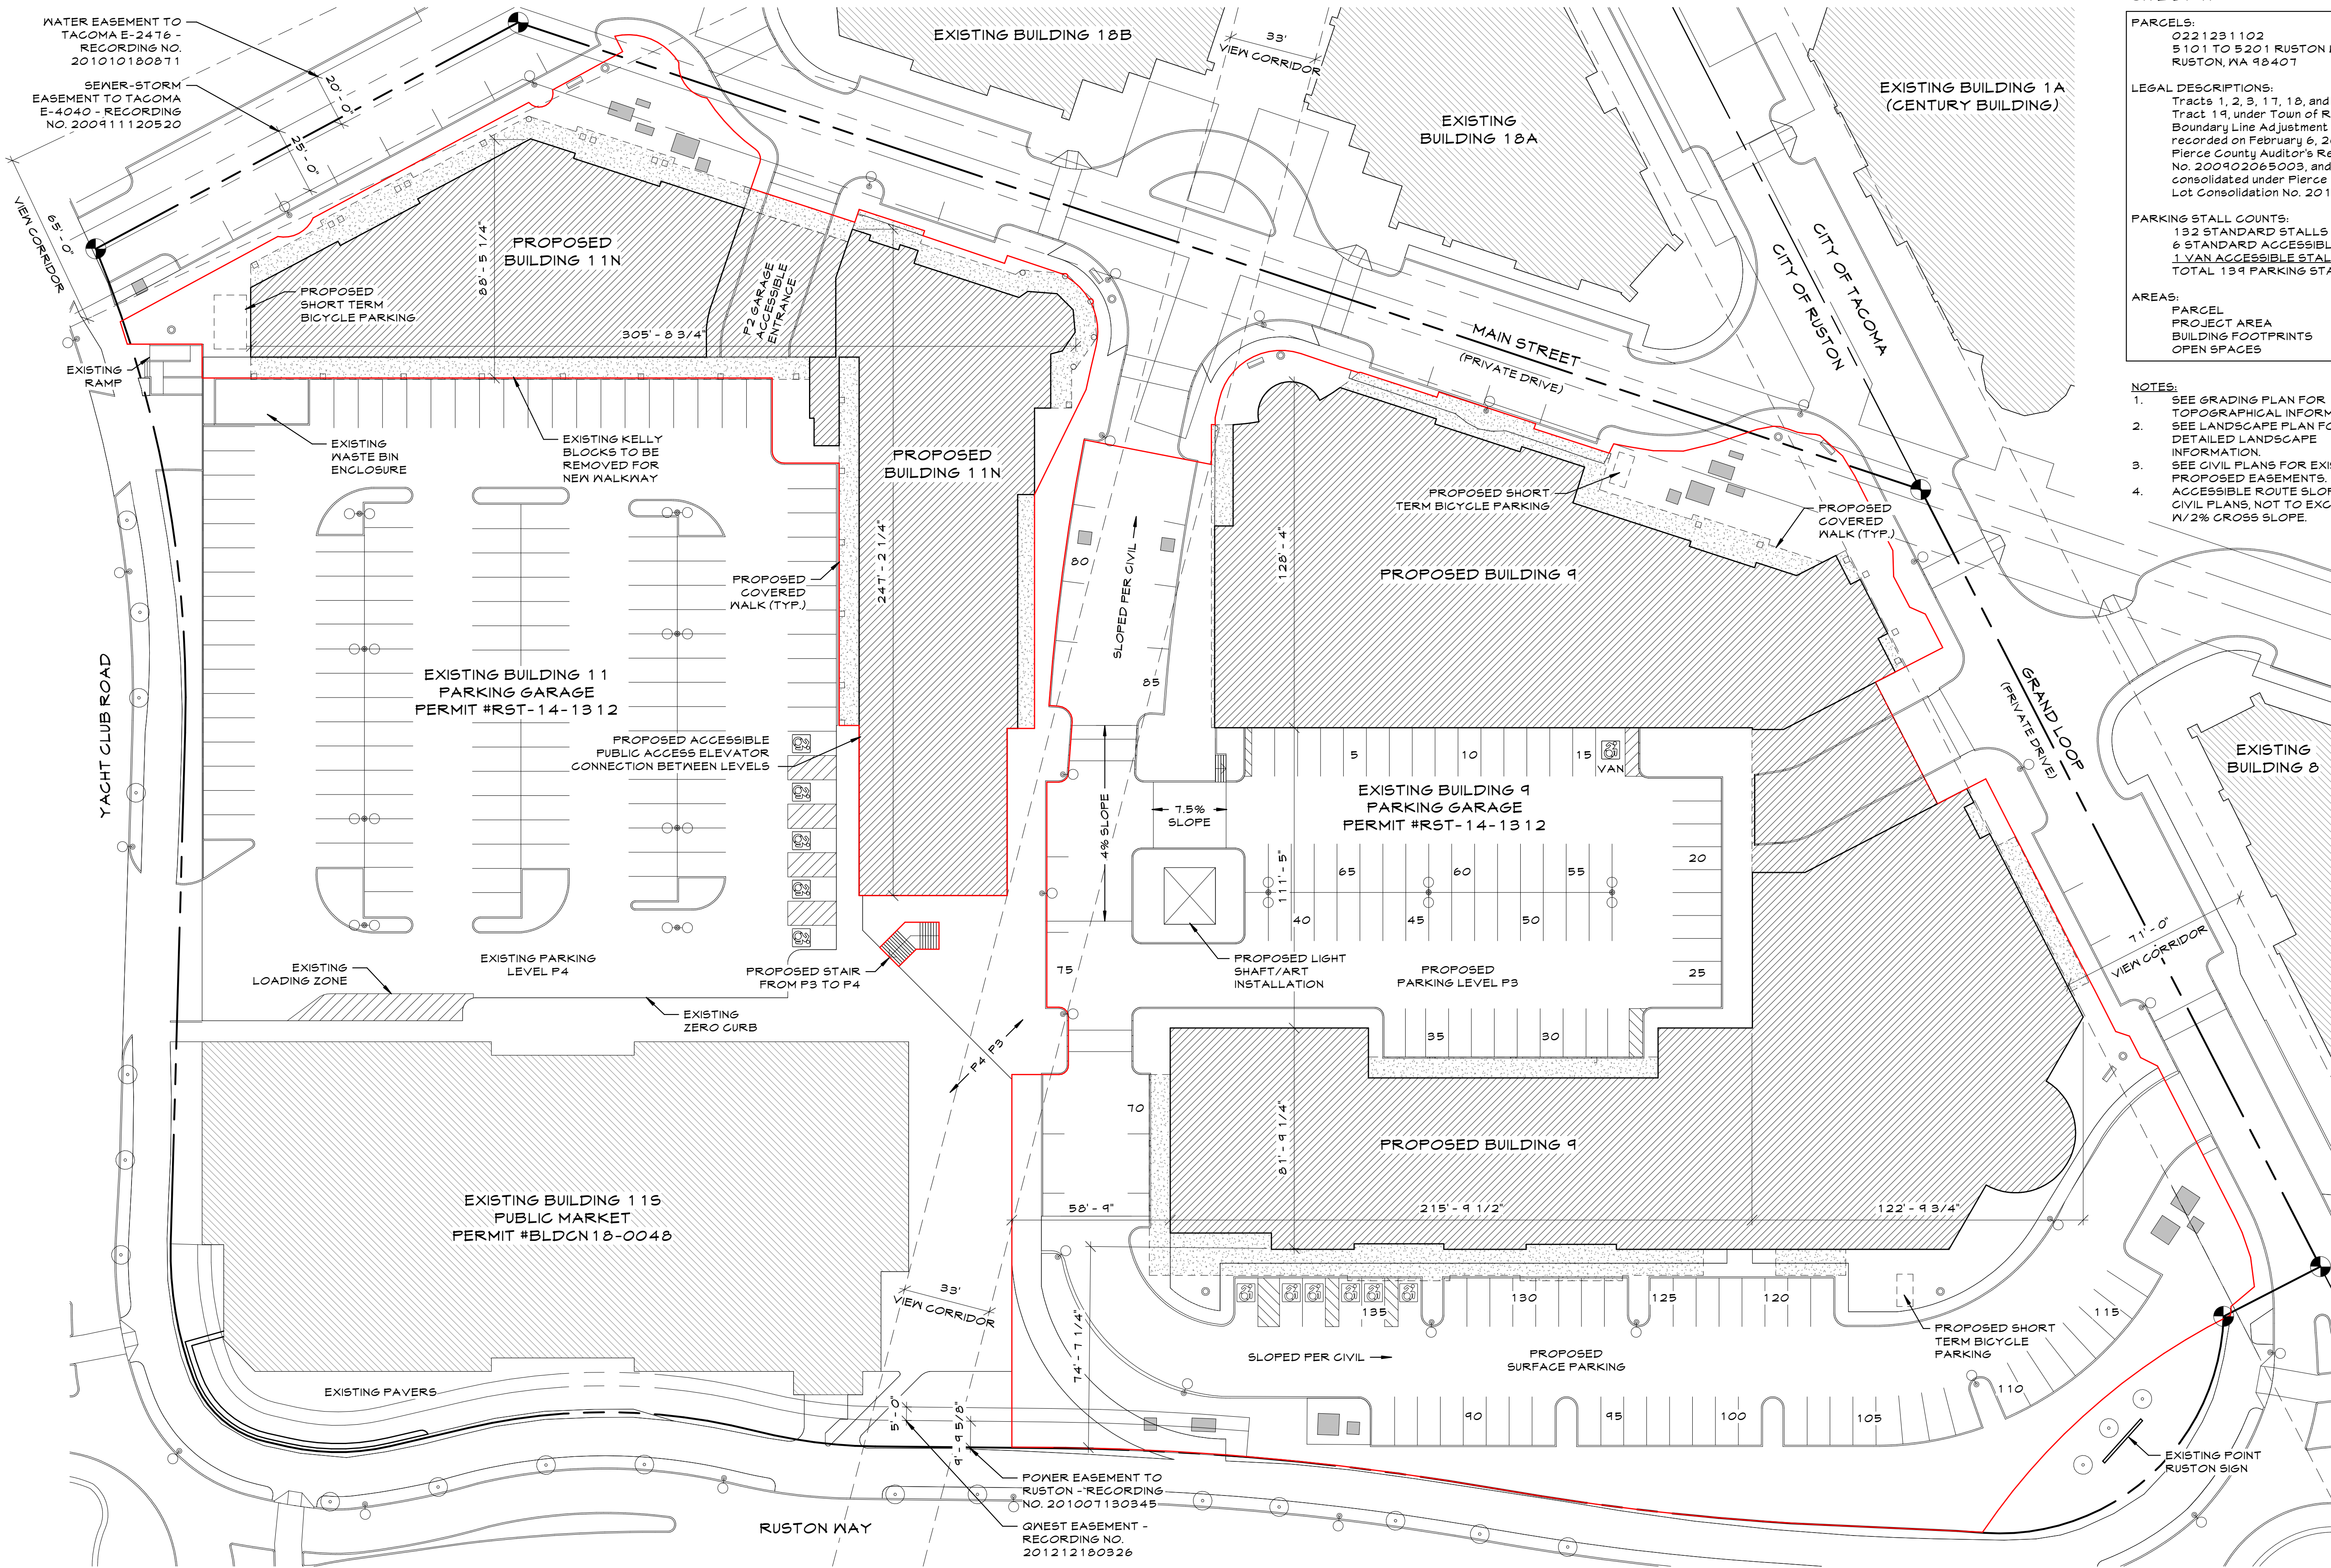 WATER EASEMENT TO
TACOMA E-2476 -
RECORDING NO.
201010180871
SEWER-STORM
EASEMENT TO TACOMA
E-4040 - RECORDING
NO. 200911120520
20' - 0"
25' - 0"
65' - 0"
VIEW CORRIDOR
EXISTING BUILDING 18B
33'
VIEW CORRIDOR
EXISTING
BUILDING 18A
EXISTING BUILDING 1A
(CENTURY BUILDING)
PARCELS:
0221231102
5101 TO 5201 RUSTON
RUSTON, WA 98407
LEGAL DESCRIPTIONS:
Tracts 1, 2, 3, 17, 18, and
Tract 19, under Town of R
Boundary Line Adjustment
recorded on February 6, 20
Pierce County Auditor's Re
No. 200902065003, and
consolidated under Pierce
Lot Consolidation No. 201
PARKING STALL COUNTS:
132 STANDARD STALLS
6 STANDARD ACCESSIBL
1 VAN ACCESSIBLE STAL
TOTAL 139 PARKING STA
AREAS:
PARCEL
PROJECT AREA
BUILDING FOOTPRINTS
OPEN SPACES
NOTES:
1. SEE GRADING PLAN FOR
TOPOGRAPHICAL INFORM
2. SEE LANDSCAPE PLAN FO
DETAILED LANDSCAPE
INFORMATION.
3. SEE CIVIL PLANS FOR EXIS
PROPOSED EASEMENTS.
4. ACCESSIBLE ROUTE SLOP
CIVIL PLANS, NOT TO EXC
W/2% CROSS SLOPE.
PROPOSED
BUILDING 11N
88' - 5 1/4"
PROPOSED
SHORT TERM
BICYCLE PARKING
305' - 8 3/4"
P2 GARAGE
ACCESSIBLE
ENTRANCE
EXISTING
RAMP
EXISTING
WASTE BIN
ENCLOSURE
EXISTING KELLY
BLOCKS TO BE
REMOVED FOR
NEW WALKWAY
PROPOSED
BUILDING 11N
247' - 2 1/4"
PROPOSED
COVERED
WALK (TYP.)
CITY OF TACOMA
CITY OF RUSTON
MAIN STREET
(PRIVATE DRIVE)
PROPOSED SHORT
TERM BICYCLE PARKING
PROPOSED
COVERED
WALK (TYP.)
128' - 4"
PROPOSED BUILDING 9
80
SLOPED PER CIVIL
85
YACHT CLUB ROAD
EXISTING BUILDING 11
PARKING GARAGE
PERMIT #RST-14-1312
PROPOSED ACCESSIBLE
PUBLIC ACCESS ELEVATOR
CONNECTION BETWEEN LEVELS
GRAND LOOP
(PRIVATE DRIVE)
EXISTING
BUILDING 8
5
10
15
VAN
EXISTING BUILDING 9
PARKING GARAGE
PERMIT #RST-14-1312
7.5%
SLOPE
4% SLOPE
111' - 5"
65
60
55
20
40
45
50
25
71' - 0"
VIEW CORRIDOR
EXISTING PARKING
LEVEL P4
EXISTING
LOADING ZONE
PROPOSED STAIR
FROM P3 TO P4
75
PROPOSED LIGHT
SHAFT/ART
INSTALLATION
PROPOSED
PARKING LEVEL P3
EXISTING
ZERO CURB
35
30
P4 P3
70
81' - 9 1/4"
PROPOSED BUILDING 9
EXISTING BUILDING 11S
PUBLIC MARKET
PERMIT #BLDCN18-0048
58' - 9"
215' - 9 1/2"
122' - 9 3/4"
33'
VIEW CORRIDOR
74' - 7 1/4"
135
130
125
120
115
PROPOSED SHORT
TERM BICYCLE
PARKING
SLOPED PER CIVIL
PROPOSED
SURFACE PARKING
EXISTING PAVERS
5' - 0"
9' - 9 5/8"
90
95
100
105
110
EXISTING POINT
RUSTON SIGN
POWER EASEMENT TO
RUSTON - RECORDING
NO. 201007130345
QWEST EASEMENT -
RECORDING NO.
201212180326
RUSTON WAY